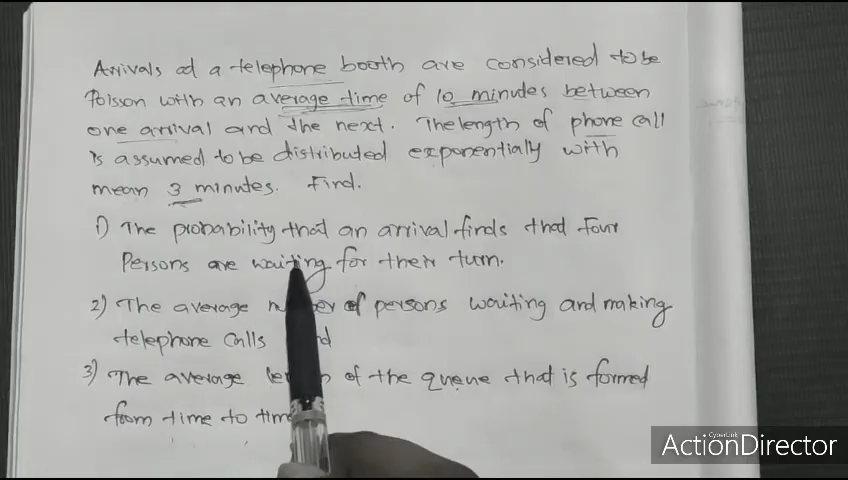 Arrivals at a telephone booth are considered to be
Poisson with an average time of 10 minutes between
one arrival and the next. The length of phone call
is assumed to be distributed exponentially with
mean 3 minutes. Find.
1) The probability that an arrival finds that four
Persons are waiting for their turn.
2) The average of persons waiting and making
telephone calls
3) The average of the queue that is formed
from time to time
CyberLink
ActionDirector